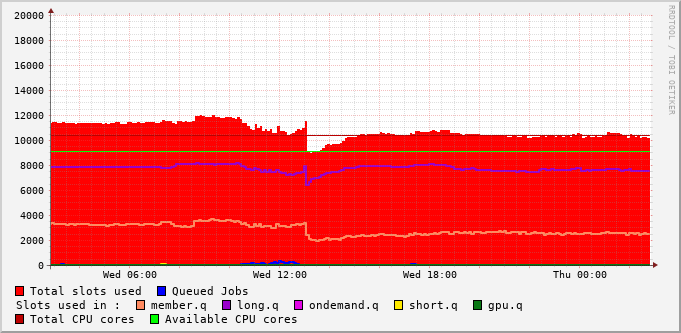 20000
18000
16000
14000
12000
10000
8000
6000
4000
2000
0
Wed 06:00 Wed 12:00 Wed 18:00 Thu 00:00
RRDTOOL / TOBI OETIKER
Total slots used Queued Jobs
Slots used in : member.q long.q ondemand.q short.q gpu.q
Total CPU cores Available CPU cores